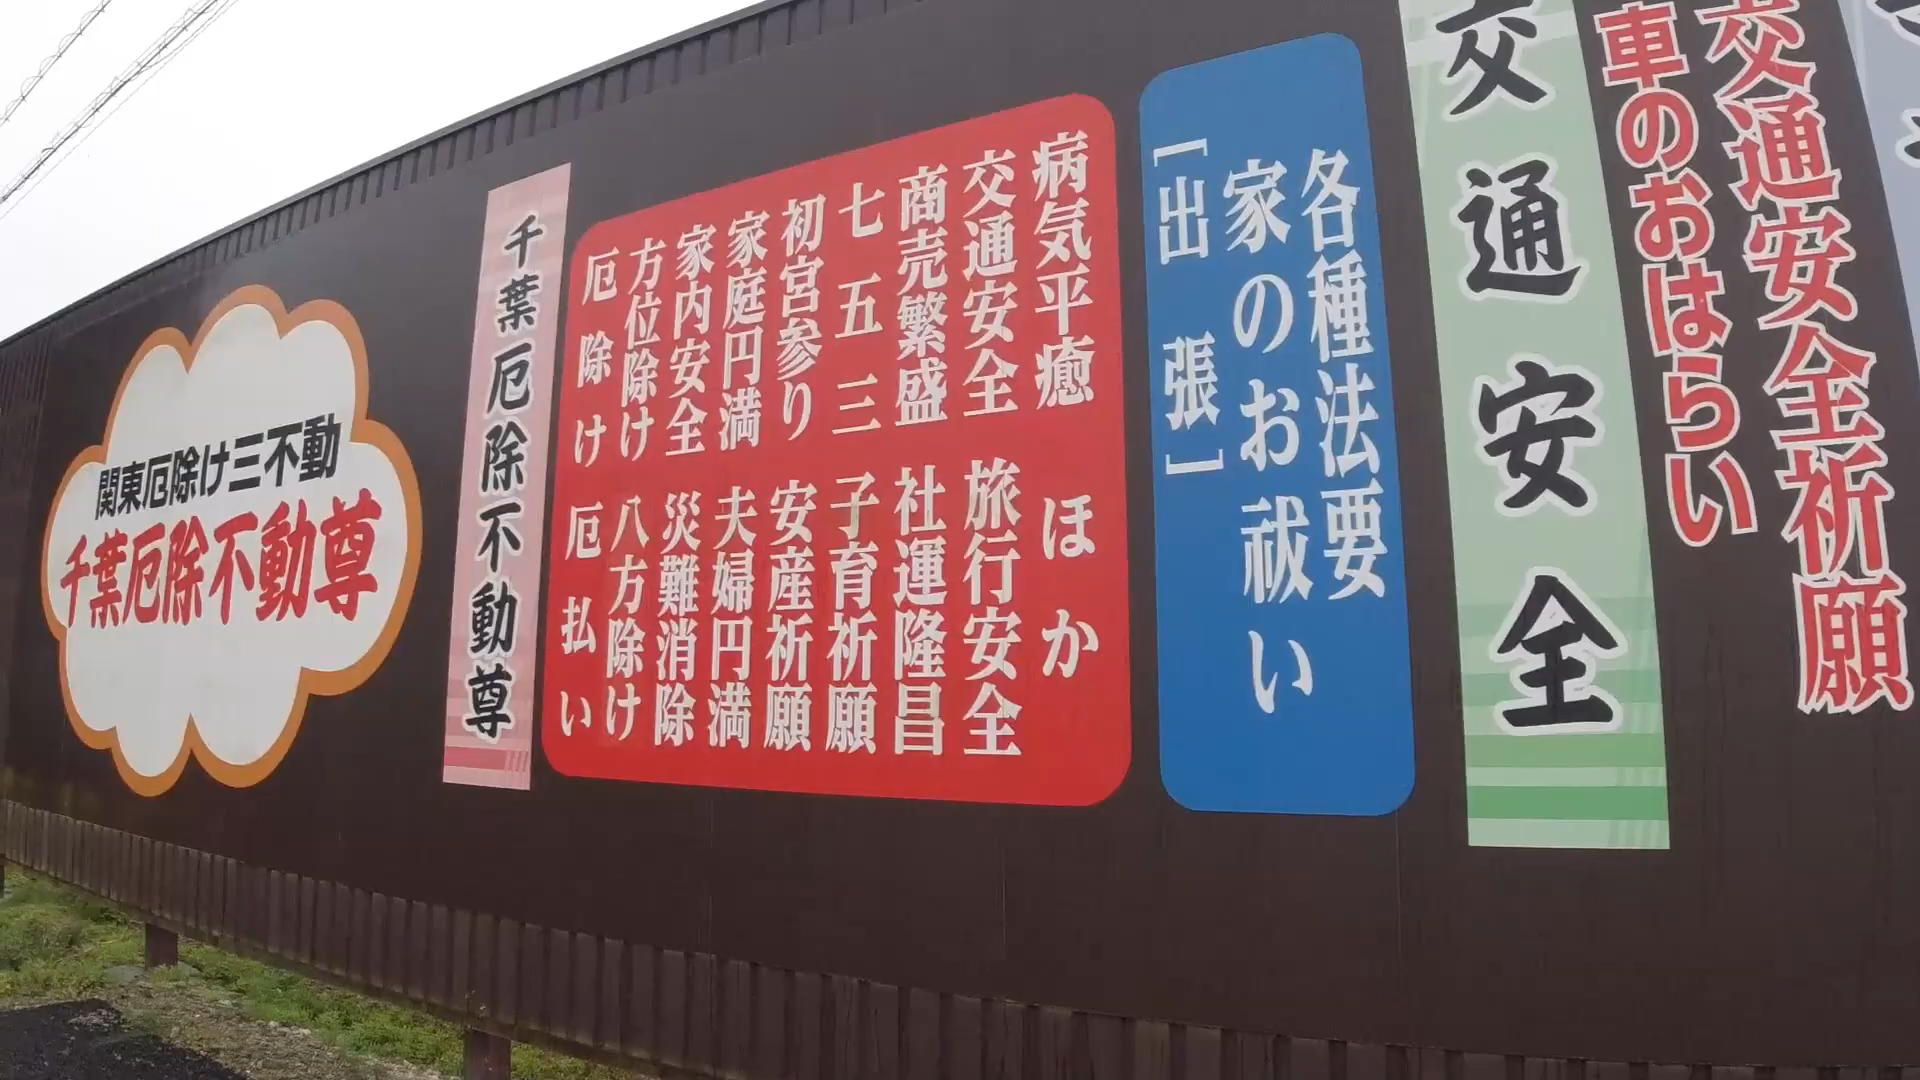 交通安全祈願
車のおはらい
交通安全
各種法要
家のお祓い
［出張］
病気平癒 ほか
交通安全 旅行安全
商売繁盛 社運隆昌
七五三 子育祈願
初宮参り 安産祈願
家庭円満 夫婦円満
家内安全 災難消除
方位除け 八方除け
厄除け 厄払い
千葉厄除不動尊
関東厄除け三不動
千葉厄除不動尊